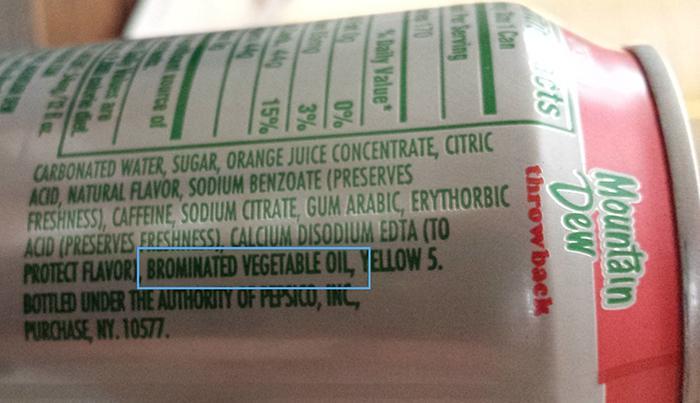 CARBONATED WATER, SUGAR, ORANGE JUICE CONCENTRATE, CITRIC
ACID, NATURAL FLAVOR, SODIUM BENZOATE (PRESERVES
FRESHNESS), CAFFEINE, SODIUM CITRATE, GUM ARABIC, ERYTHORBIC
ACID (PRESERVES FRESHNESS), CALCIUM DISODIUM EDTA (TO
PROTECT FLAVOR), BROMINATED VEGETABLE OIL, YELLOW 5.
BOTTLED UNDER THE AUTHORITY OF PEPSICO, INC.,
PURCHASE, NY. 10577.
Mountain
Dew
throwback
% Daily Value*
0%
3%
15%
source of